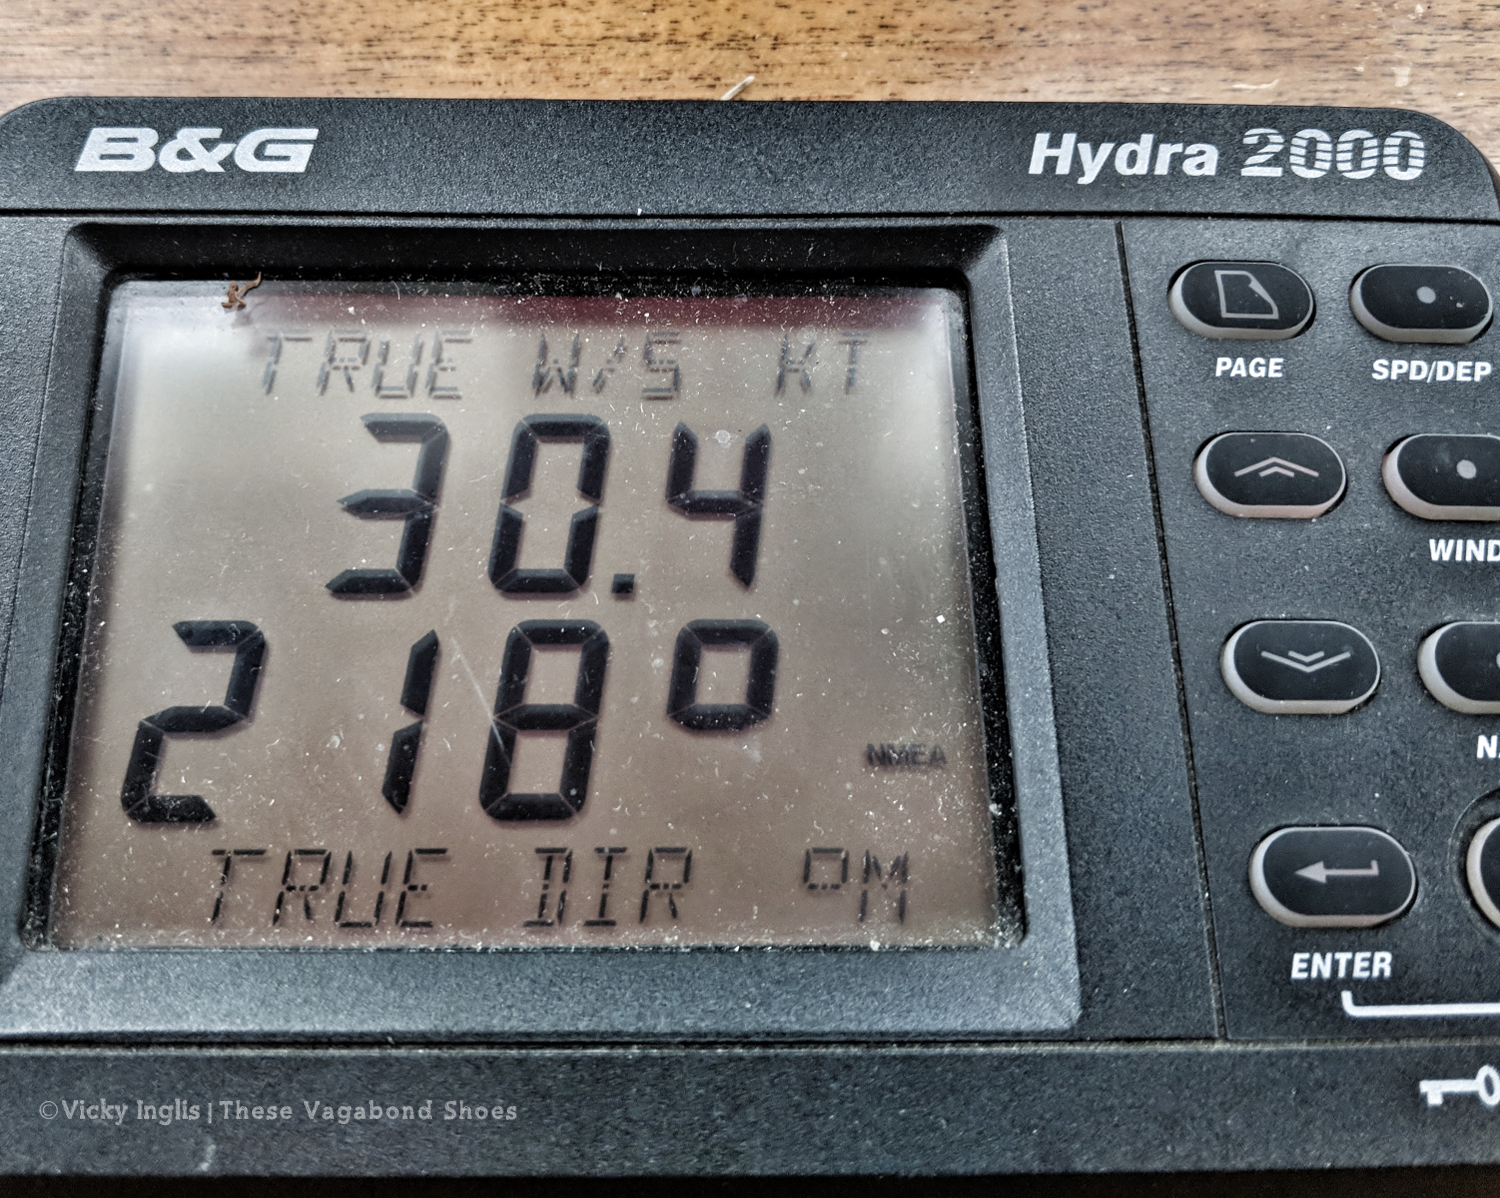 B&G Hydra 2000
TRUE W/S KT
30.4
218°
NMEA
TRUE DIR °M
PAGE SPD/DEP
WIND
ENTER
©Vicky Inglis | These Vagabond Shoes